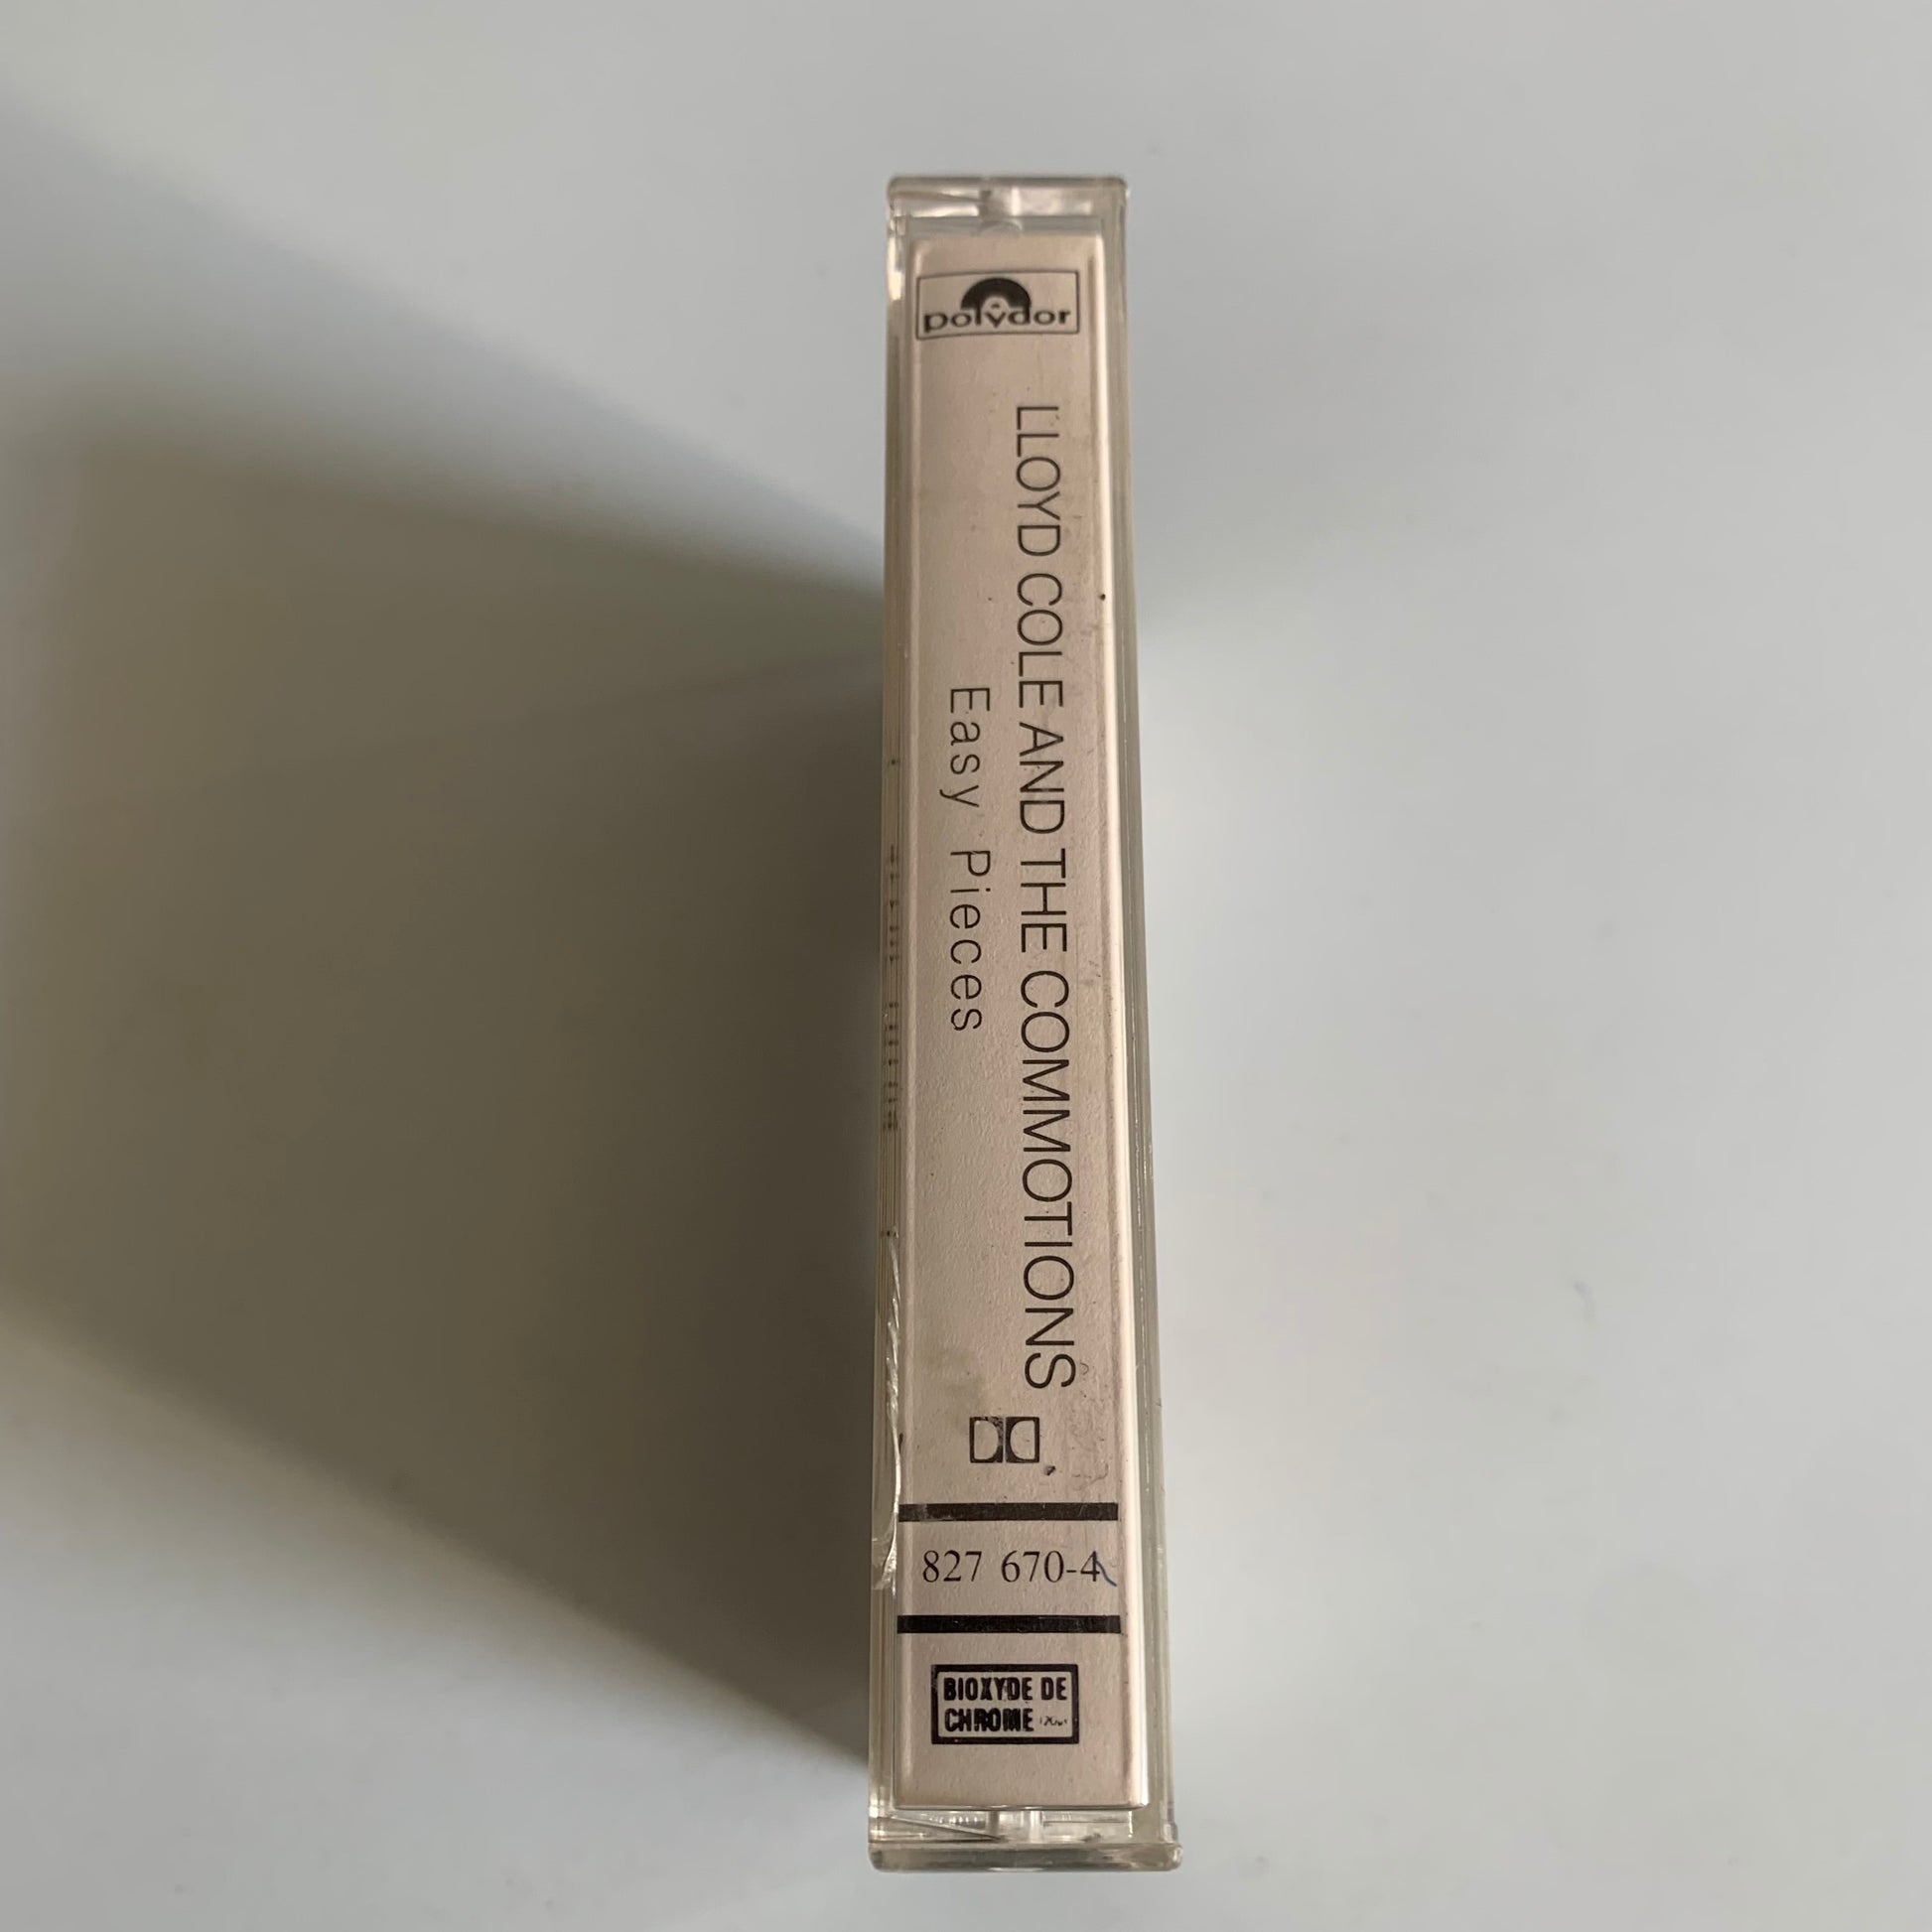 polydor
LLOYD COLE AND THE COMMOTIONS
Easy Pieces
827 670-4
BIOXYDE DE
CHROME